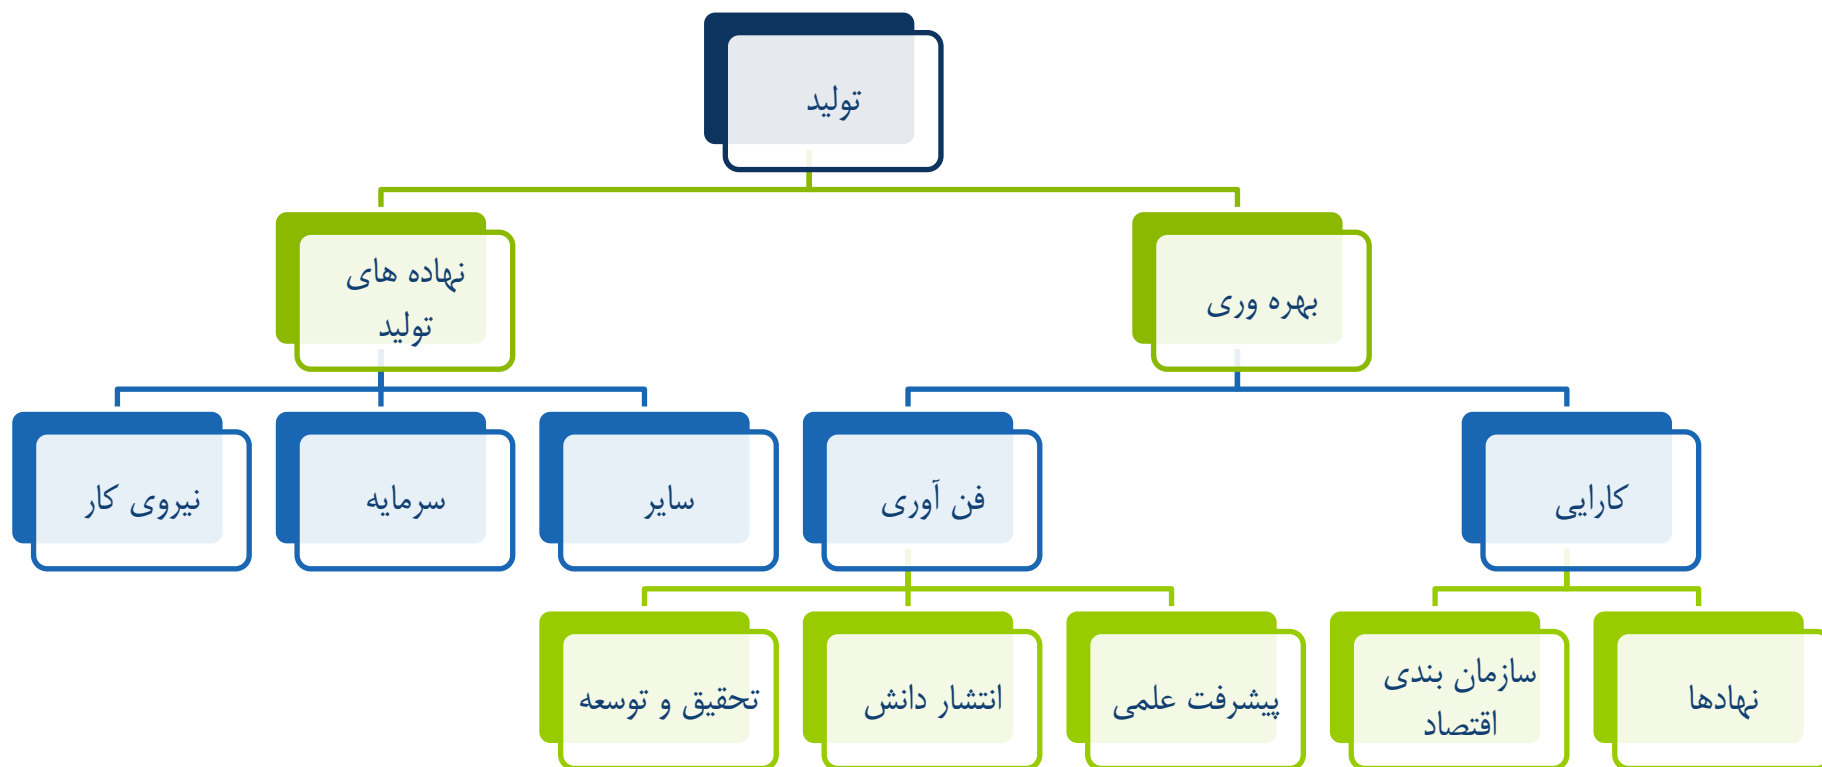 تولید
بهره وری
نهاده های
تولید
کارایی
فن آوری
سایر
سرمایه
نیروی کار
نهادها
سازمان بندی
اقتصاد
پیشرفت علمی
انتشار دانش
تحقیق و توسعه